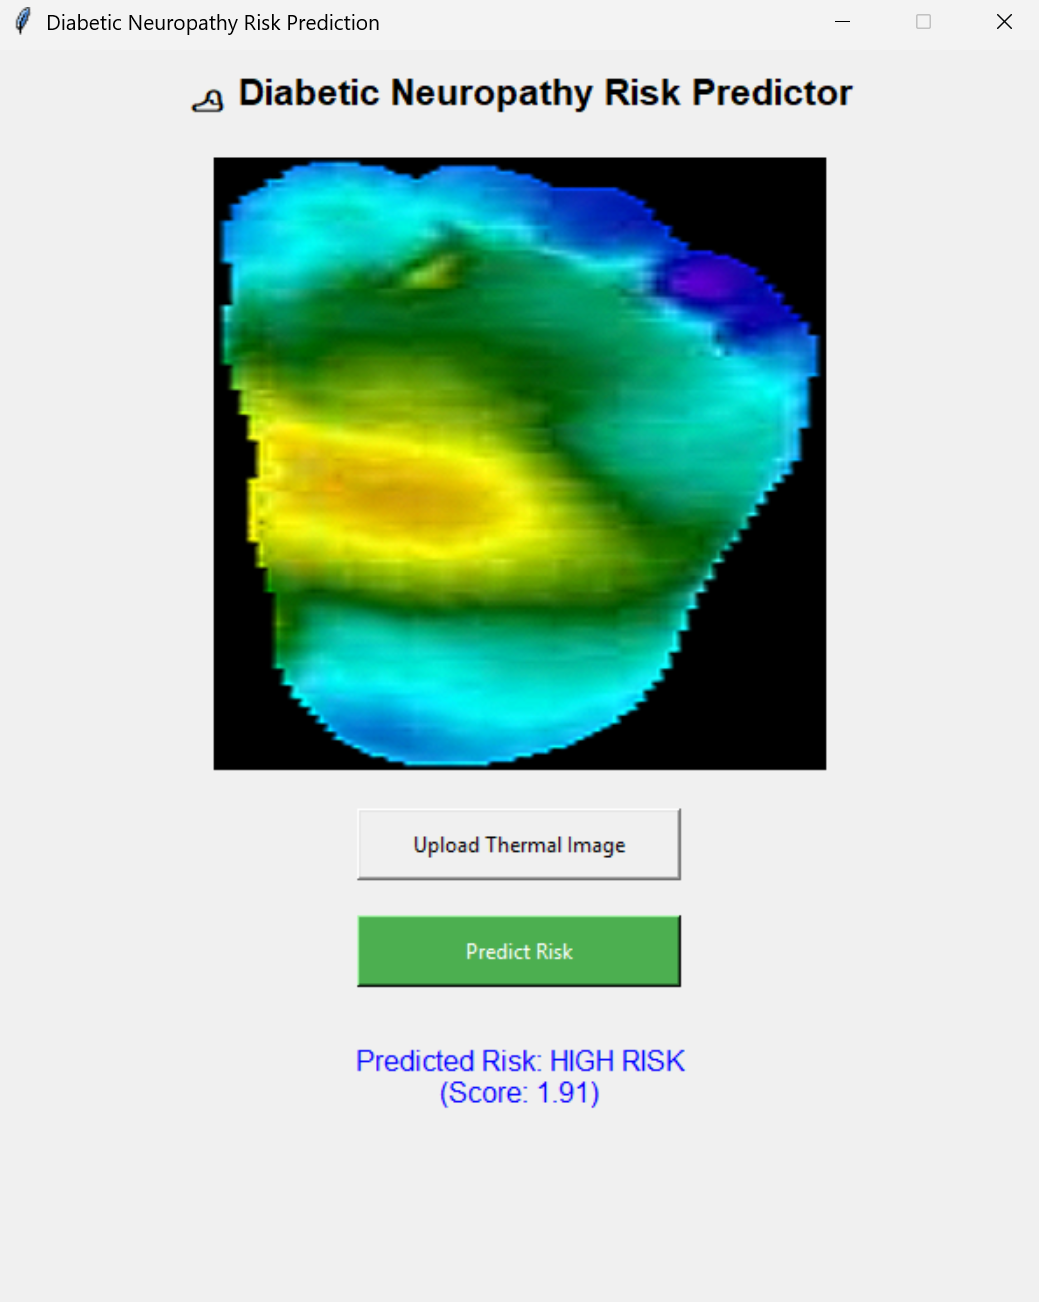 Diabetic Neuropathy Risk Prediction
Diabetic Neuropathy Risk Predictor
Upload Thermal Image
Predict Risk
Predicted Risk: HIGH RISK
(Score: 1.91)